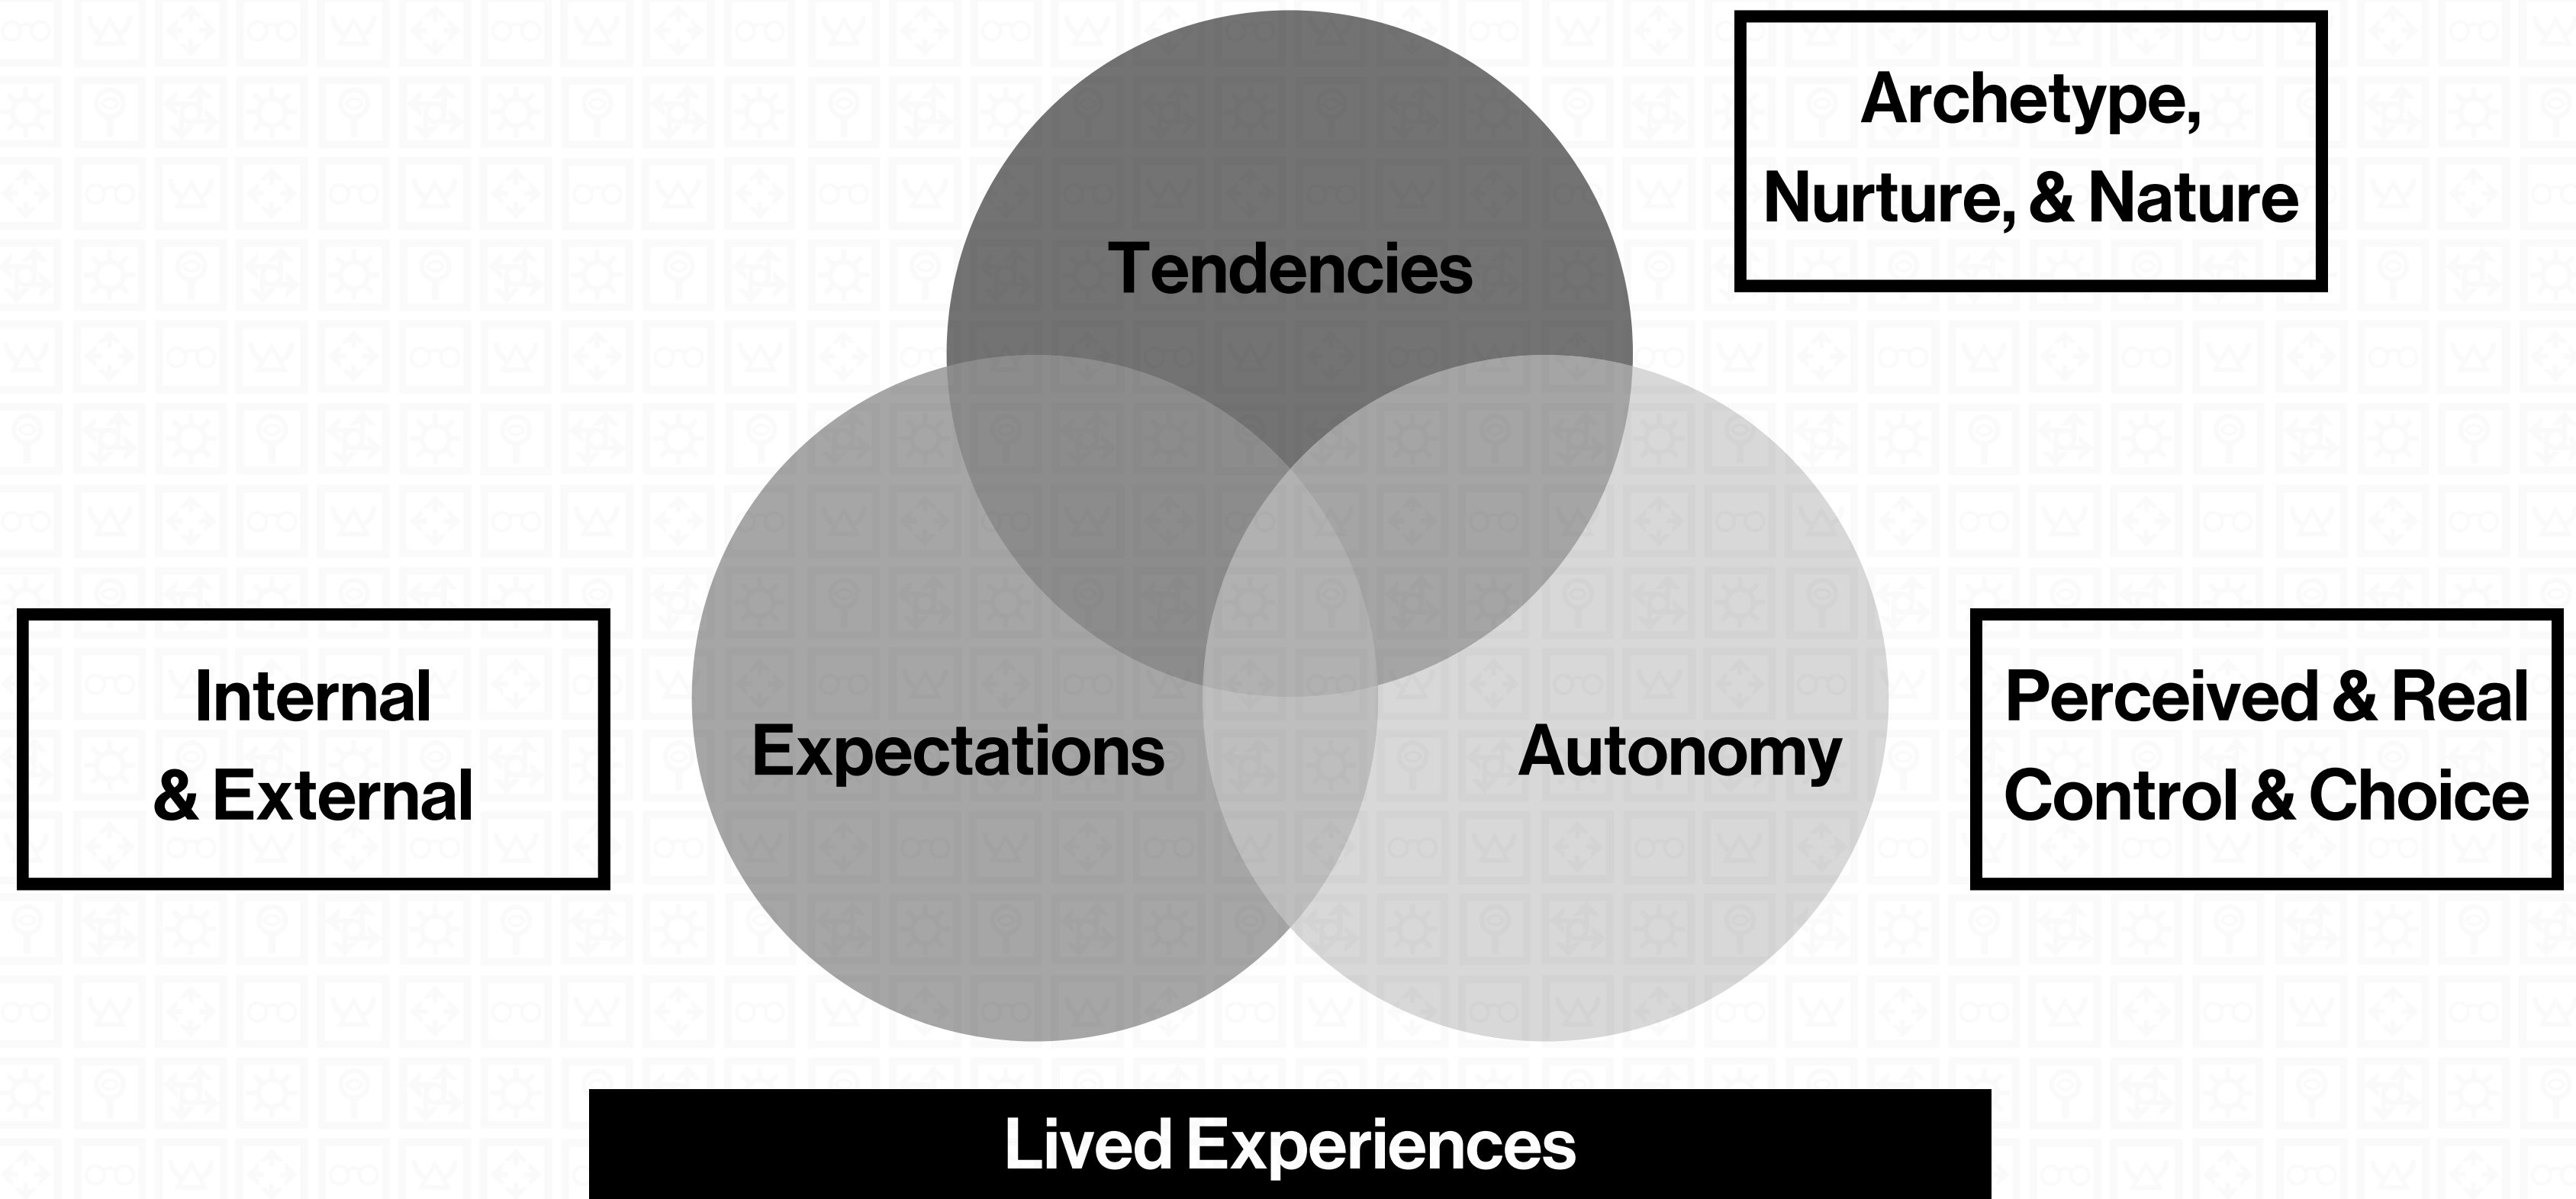 Archetype,
Nurture, & Nature
Tendencies
Internal
& External
Expectations
Autonomy
Perceived & Real
Control & Choice
Lived Experiences